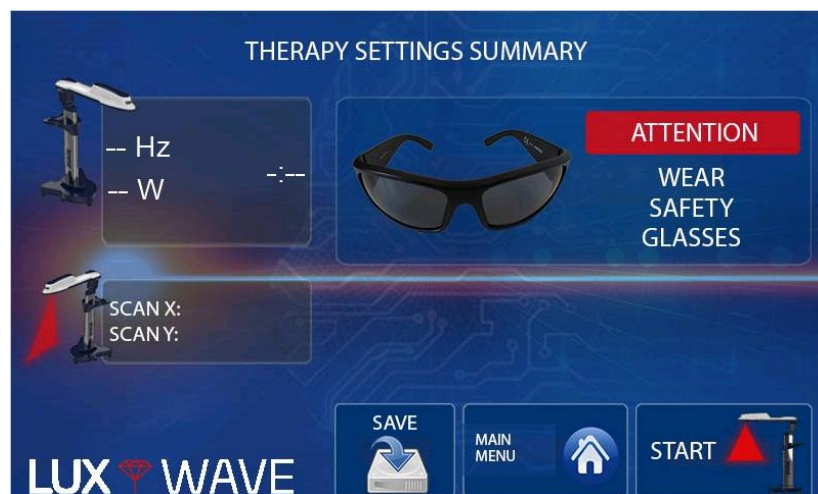 THERAPY SETTINGS SUMMARY
-- Hz
-- W
-:--
ATTENTION
WEAR
SAFETY
GLASSES
SCAN X:
SCAN Y:
SAVE
MAIN
MENU
START
LUX WAVE